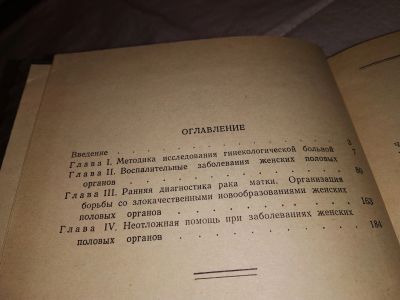 ОГЛАВЛЕНИЕ
Введение . . . . . . . . . . . . . 3
Глава I. Методика исследования гинекологической больной 7
Глава II. Воспалительные заболевания женских половых
органов . . . . . . . . . . . . . 80
Глава III. Ранняя диагностика рака матки. Организация
борьбы со злокачественными новообразованиями женских
половых органов . . . . . . . . . . 163
Глава IV. Неотложная помощь при заболеваниях женских
половых органов . . . . . . . . . . 184